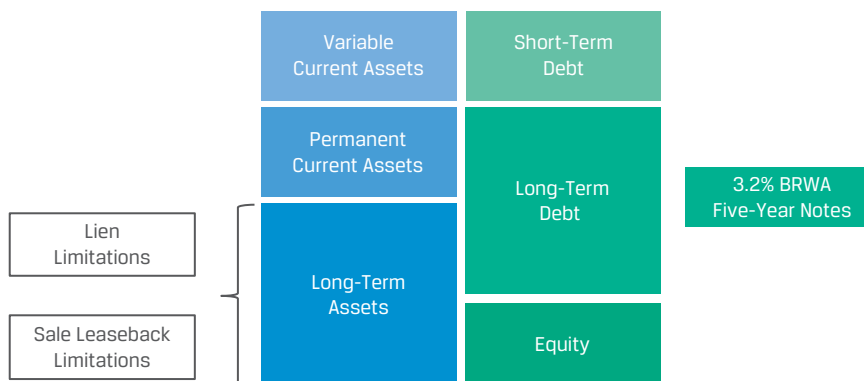 Variable
Current Assets
Short-Term
Debt
Permanent
Current Assets
Long-Term
Debt
3.2% BRWA
Five-Year Notes
Lien
Limitations
Long-Term
Assets
Sale Leaseback
Limitations
Equity